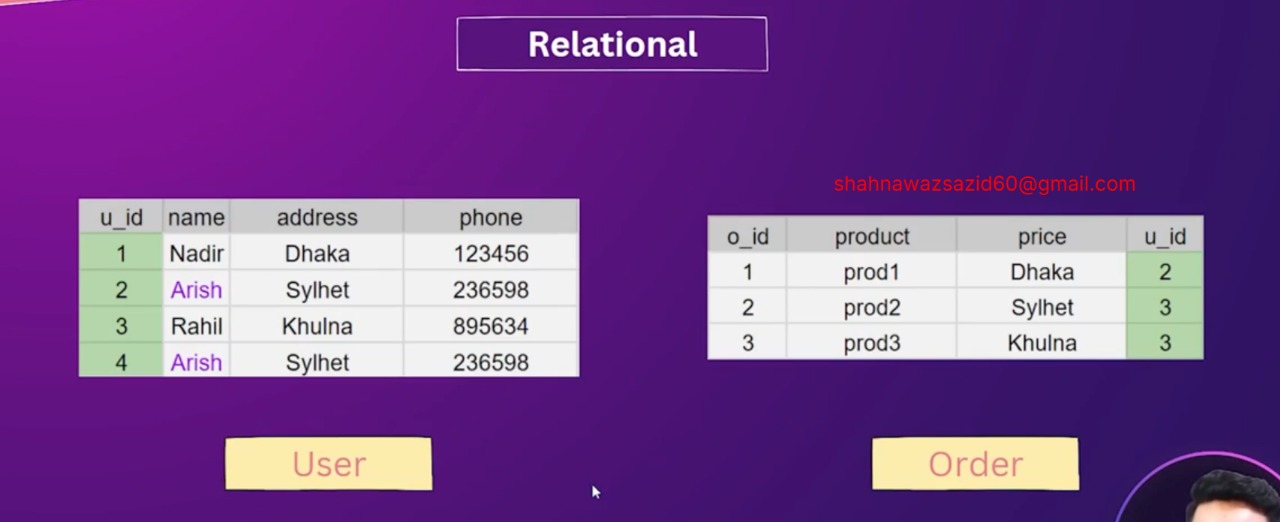 Relational
shahnawazsazid60@gmail.com
u_id name address phone
1 Nadir Dhaka 123456
2 Arish Sylhet 236598
3 Rahil Khulna 895634
4 Arish Sylhet 236598
User
o_id product price u_id
1 prod1 Dhaka 2
2 prod2 Sylhet 3
3 prod3 Khulna 3
Order